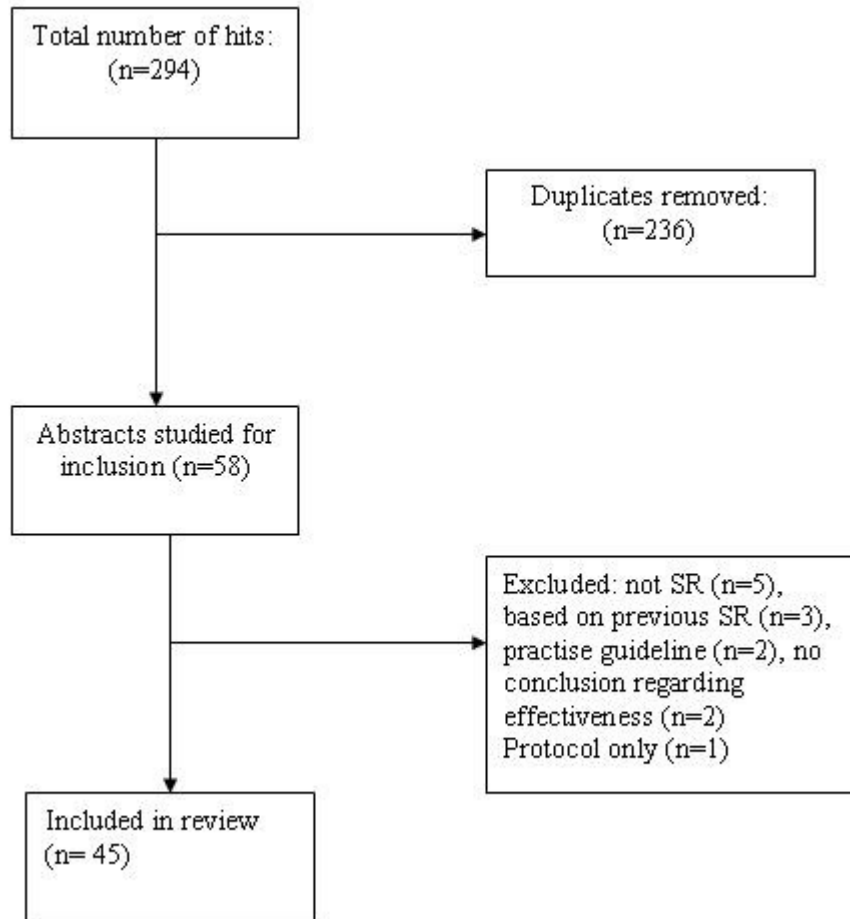 Total number of hits:
(n=294)
Duplicates removed:
(n=236)
Abstracts studied for
inclusion (n=58)
Excluded: not SR (n=5),
based on previous SR (n=3),
practise guideline (n=2), no
conclusion regarding
effectiveness (n=2)
Protocol only (n=1)
Included in review
(n= 45)